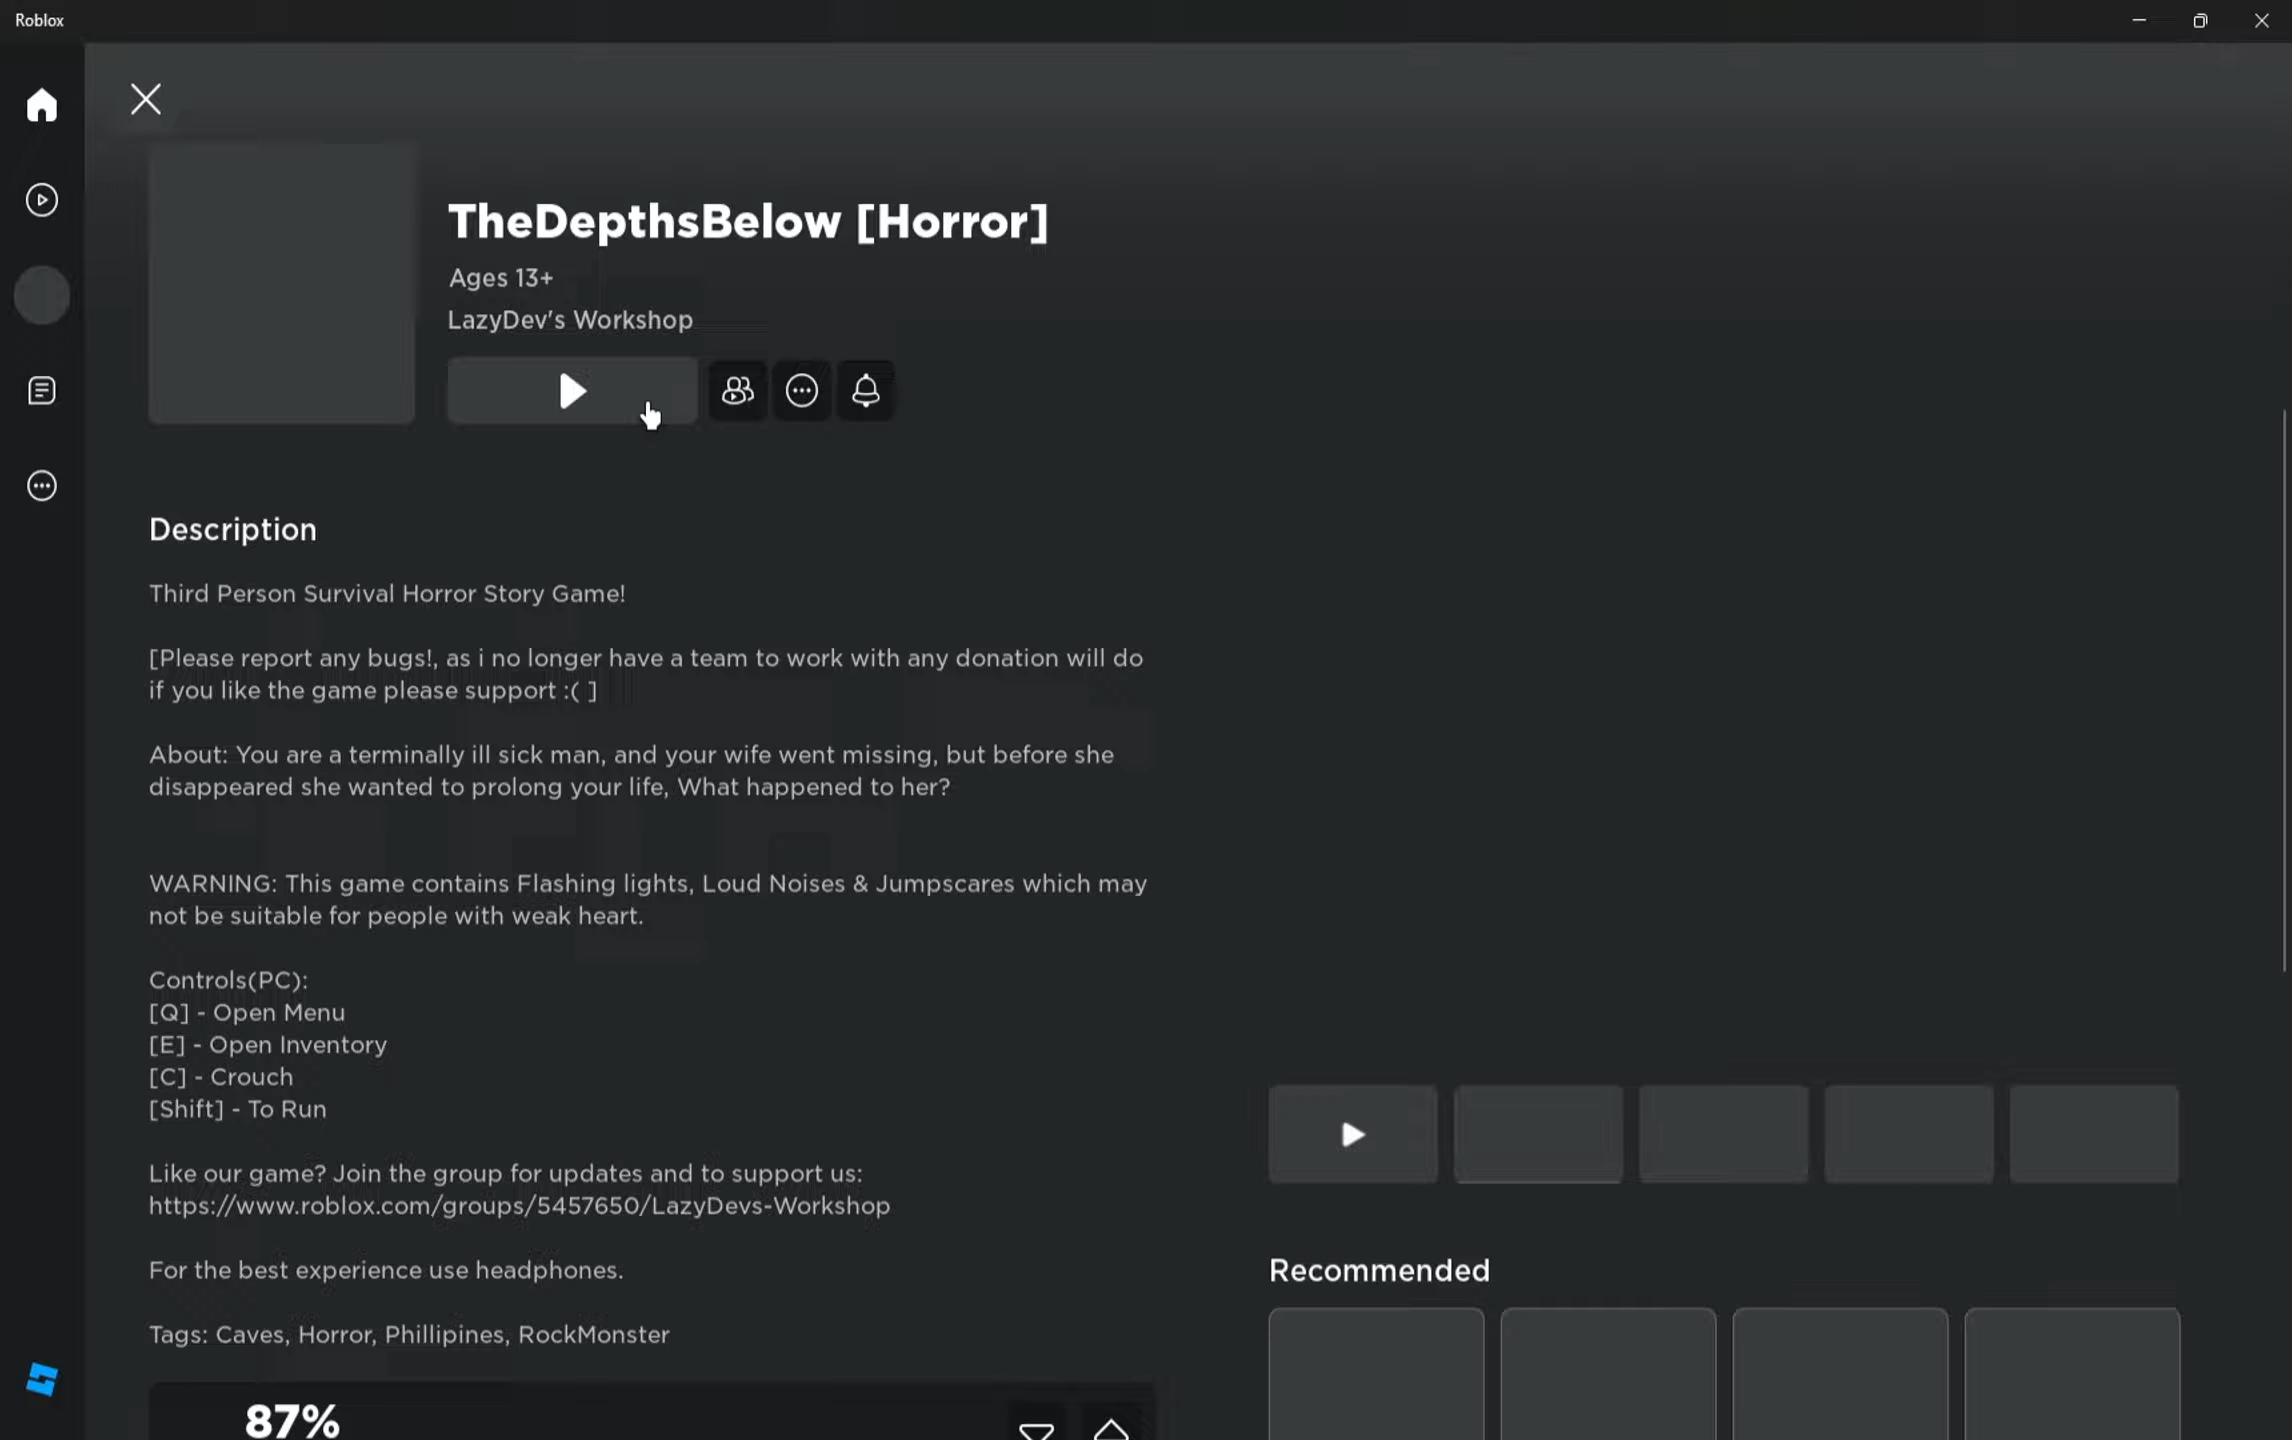 Roblox
TheDepthsBelow [Horror]
Ages 13+
LazyDev's Workshop
Description
Third Person Survival Horror Story Game!
[Please report any bugs!, as i no longer have a team to work with any donation will do
if you like the game please support :( ]
About: You are a terminally ill sick man, and your wife went missing, but before she
disappeared she wanted to prolong your life, What happened to her?
WARNING: This game contains Flashing lights, Loud Noises & Jumpscares which may
not be suitable for people with weak heart.
Controls(PC):
[Q] - Open Menu
[E] - Open Inventory
[C] - Crouch
[Shift] - To Run
Like our game? Join the group for updates and to support us:
https://www.roblox.com/groups/5457650/LazyDevs-Workshop
For the best experience use headphones.
Tags: Caves, Horror, Phillipines, RockMonster
87%
Recommended